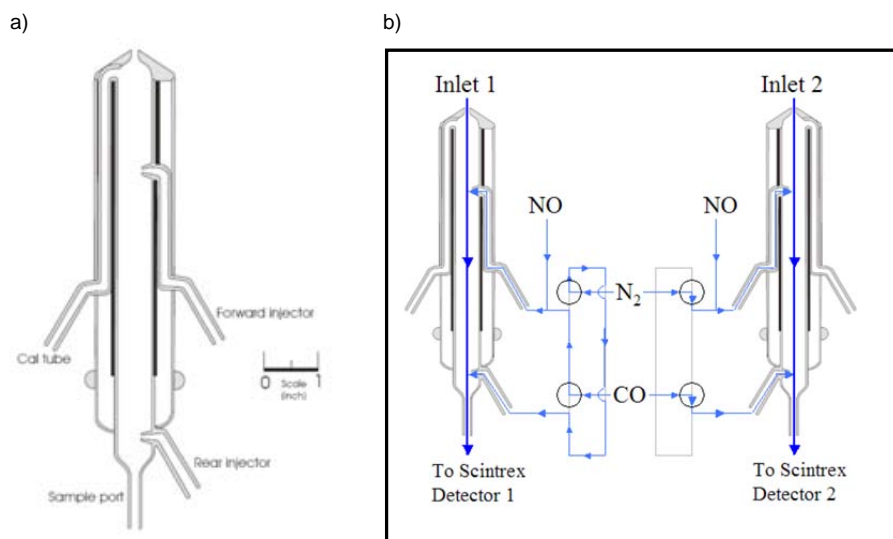 a)
b)
Forward injector
Cal tube
0 Scale 1
(inch)
Rear injector
Sample port
Inlet 1
Inlet 2
NO
NO
N₂
CO
To Scintrex
Detector 1
To Scintrex
Detector 2